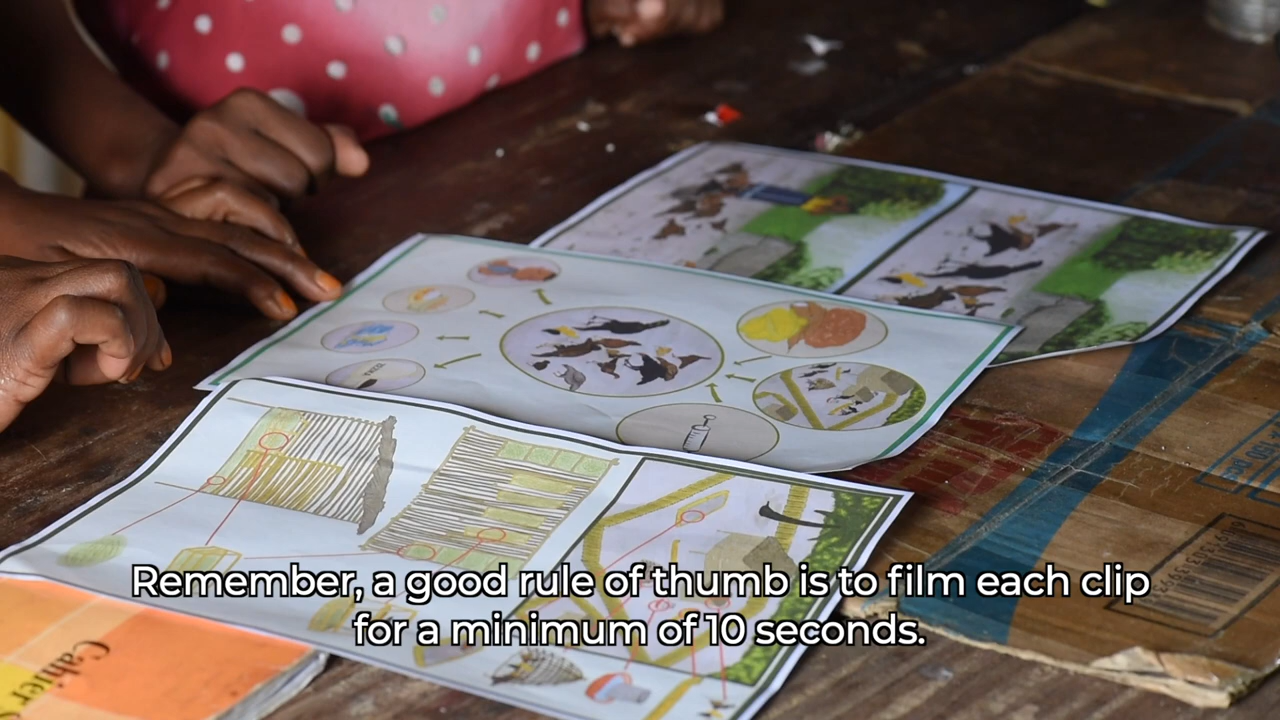 Remember, a good rule of thumb is to film each clip
for a minimum of 10 seconds.
Cahier